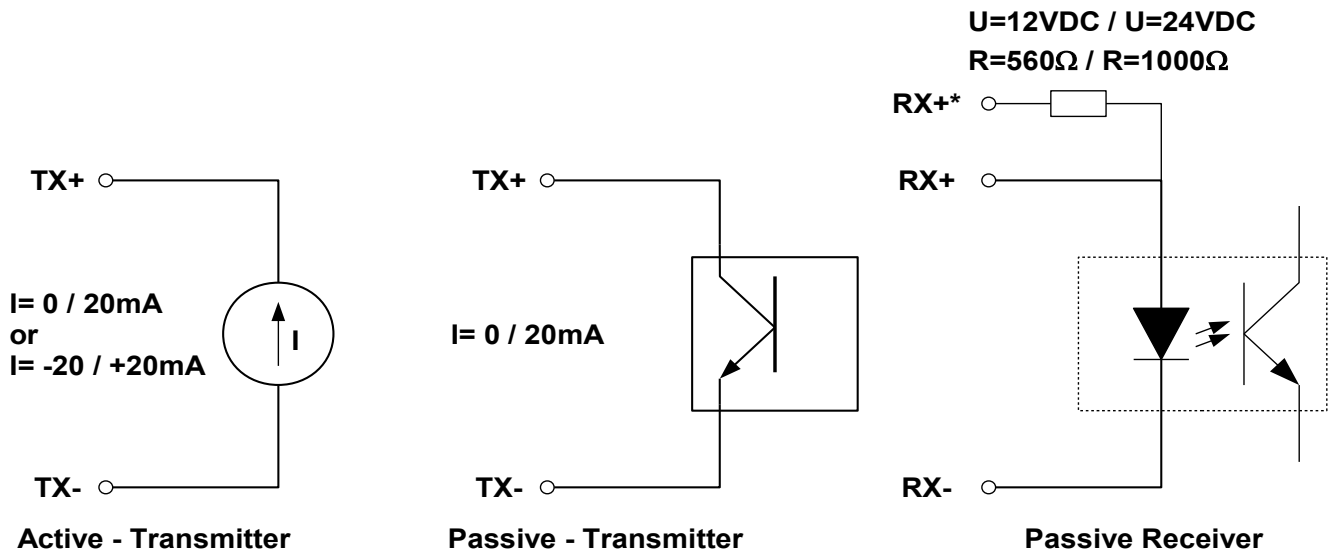 U=12VDC / U=24VDC
R=560Ω / R=1000Ω
RX+*
TX+
TX+
RX+
I= 0 / 20mA
or
I= -20 / +20mA
I
I= 0 / 20mA
TX-
TX-
RX-
Active - Transmitter
Passive - Transmitter
Passive Receiver